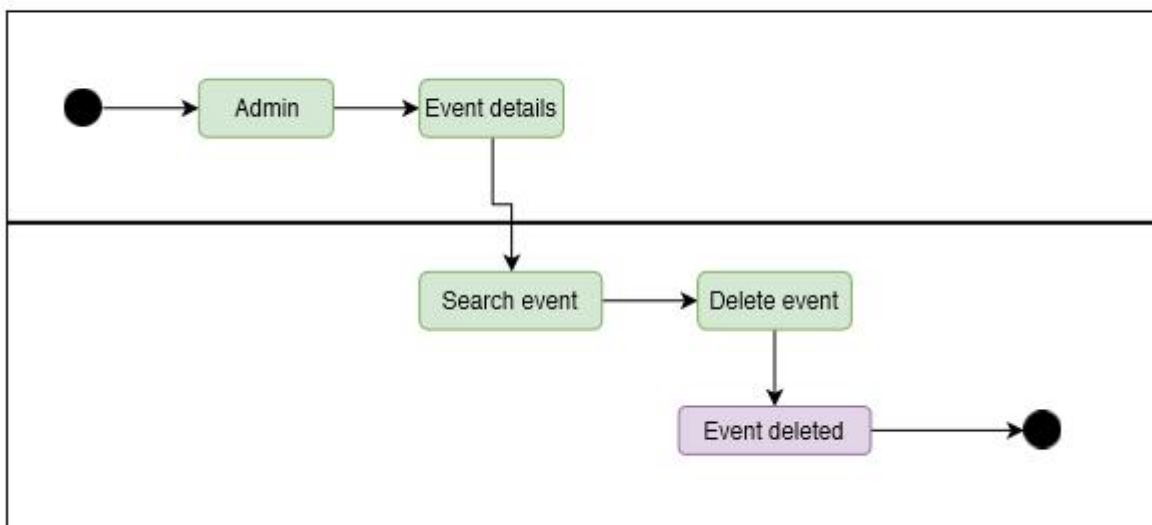 Admin
Event details
Search event
Delete event
Event deleted